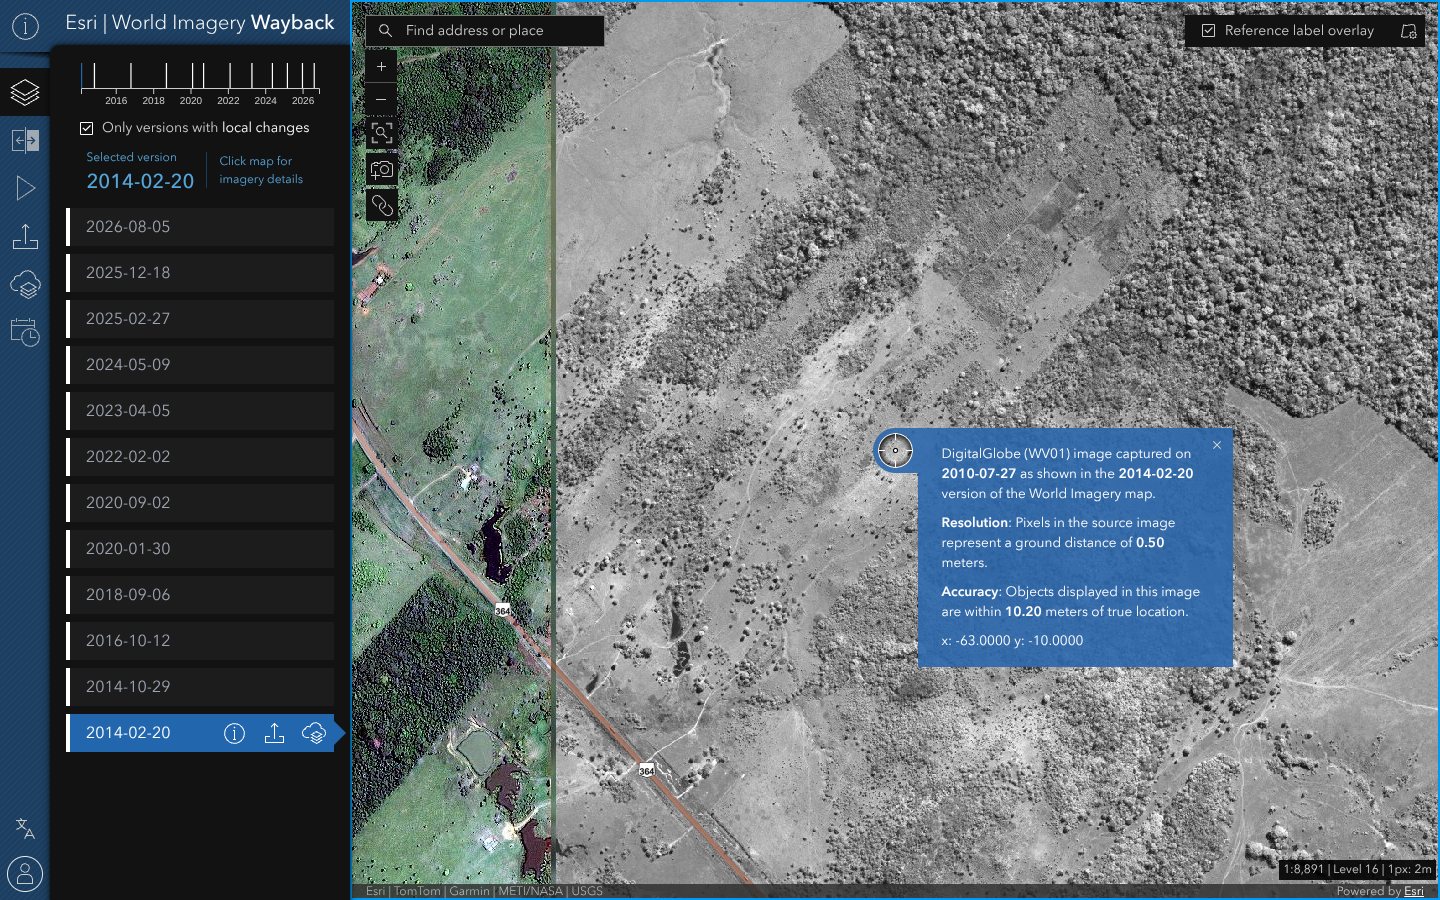 Esri | World Imagery Wayback
Find address or place
Reference label overlay
2016 2018 2020 2022 2024 2026
Only versions with local changes
Selected version
2014-02-20
Click map for
imagery details
2026-08-05
2025-12-18
2025-02-27
2024-05-09
2023-04-05
2022-02-02
2020-09-02
2020-01-30
2018-09-06
2016-10-12
2014-10-29
2014-02-20
364
364
DigitalGlobe (WV01) image captured on
2010-07-27 as shown in the 2014-02-20
version of the World Imagery map.
Resolution: Pixels in the source image
represent a ground distance of 0.50
meters.
Accuracy: Objects displayed in this image
are within 10.20 meters of true location.
x: -63.0000 y: -10.0000
1:8,891 | Level 16 | 1px: 2m
Esri | TomTom | Garmin | METI/NASA | USGS
Powered by Esri